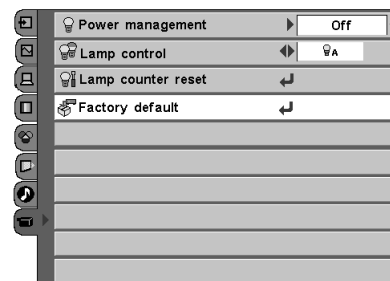 Power management Off
Lamp control A
Lamp counter reset
Factory default